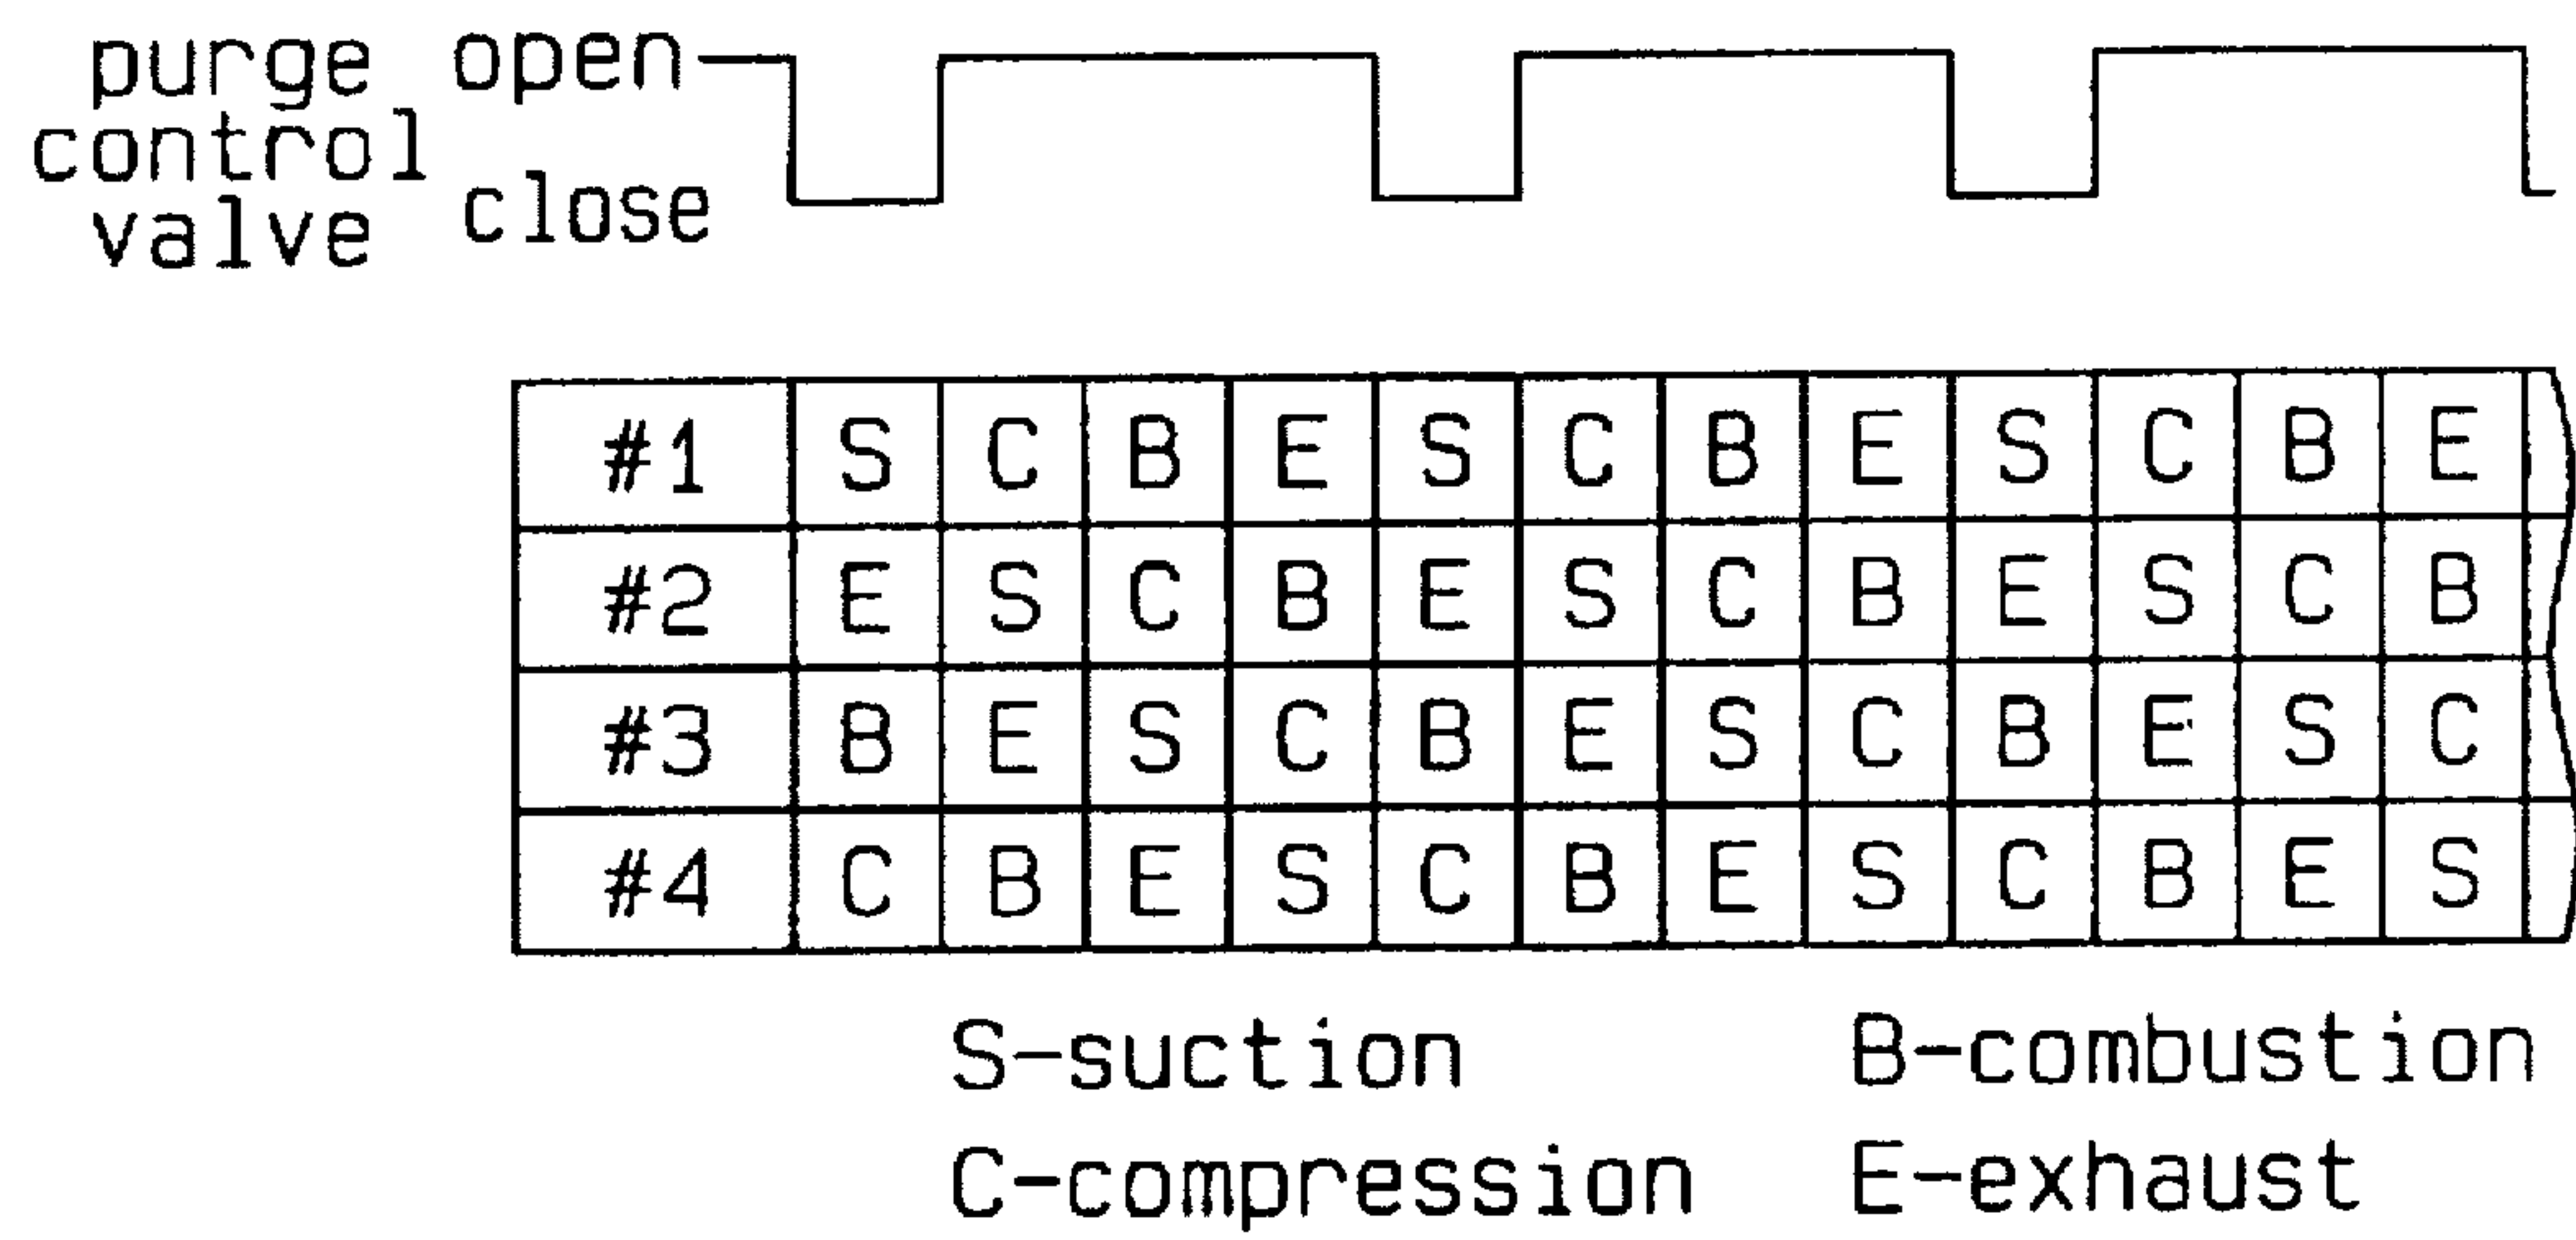 purge open
control
close
valve
#1 S C B E S C B E S C B E
#2 E S C B E S C B E S C B
#3 B E S C B E S C B E S C
#4 C B E S C B E S C B E S
S-suction B-combustion
C-compression E-exhaust